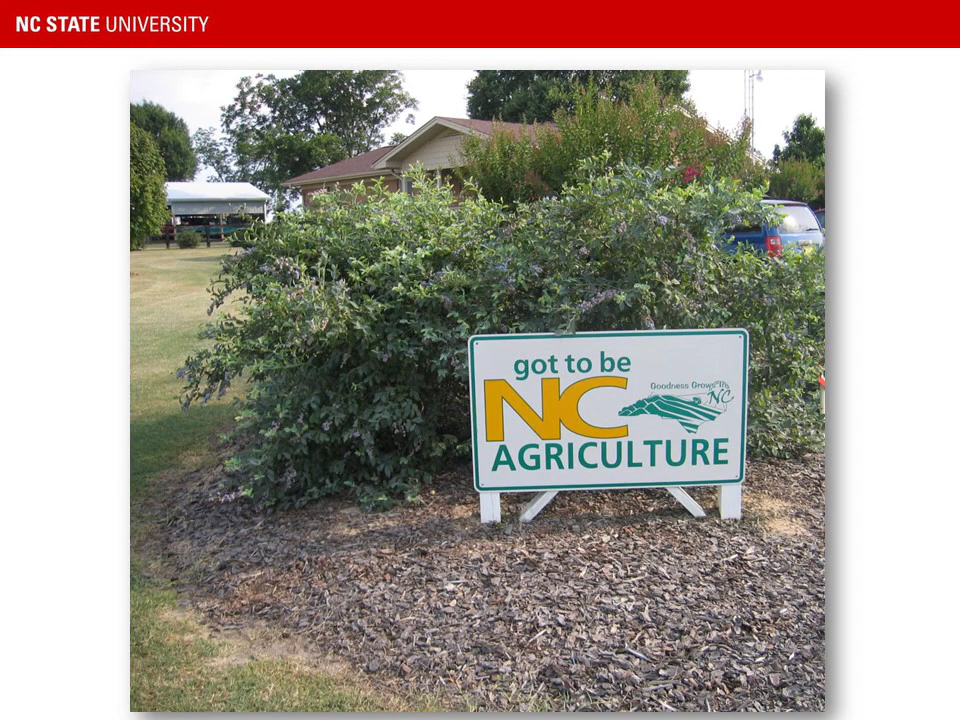 NC STATE UNIVERSITY
got to be
NC
Goodness Grows In
NC
AGRICULTURE